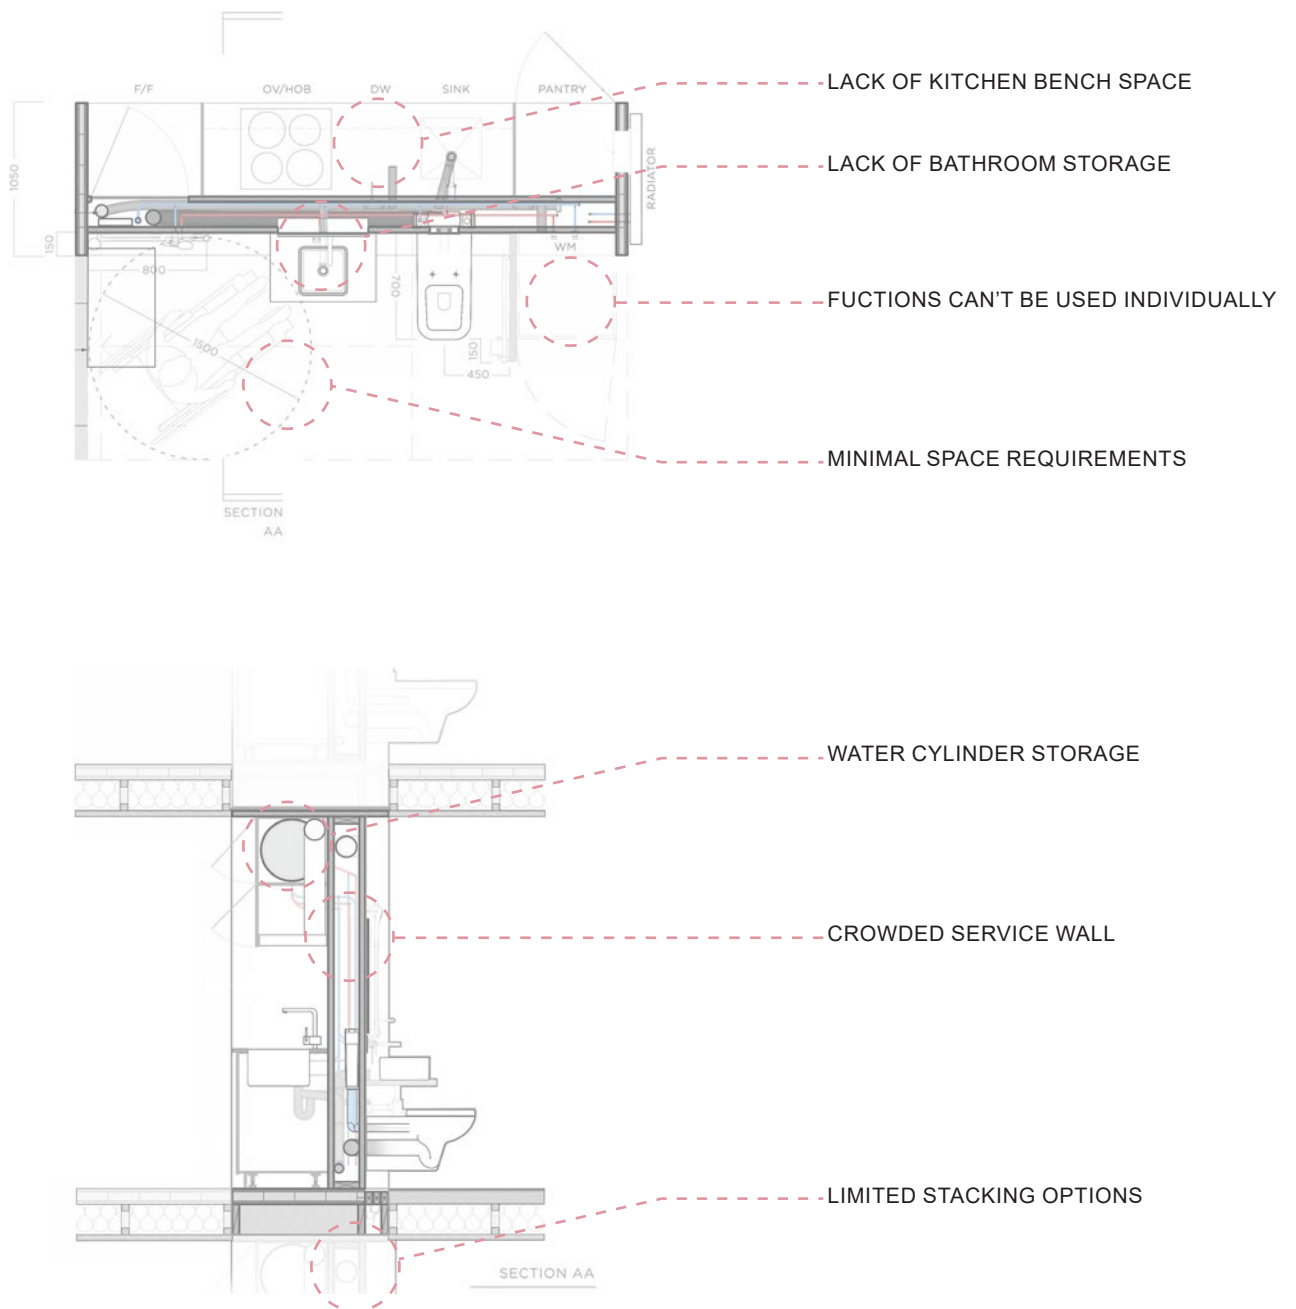 F/F
OV/HOB
DW
SINK
PANTRY
LACK OF KITCHEN BENCH SPACE
1050
RADIATOR
LACK OF BATHROOM STORAGE
150
WM
800
700
FUCTIONS CAN'T BE USED INDIVIDUALLY
1500
150
450
MINIMAL SPACE REQUIREMENTS
SECTION
AA
WATER CYLINDER STORAGE
CROWDED SERVICE WALL
LIMITED STACKING OPTIONS
SECTION AA